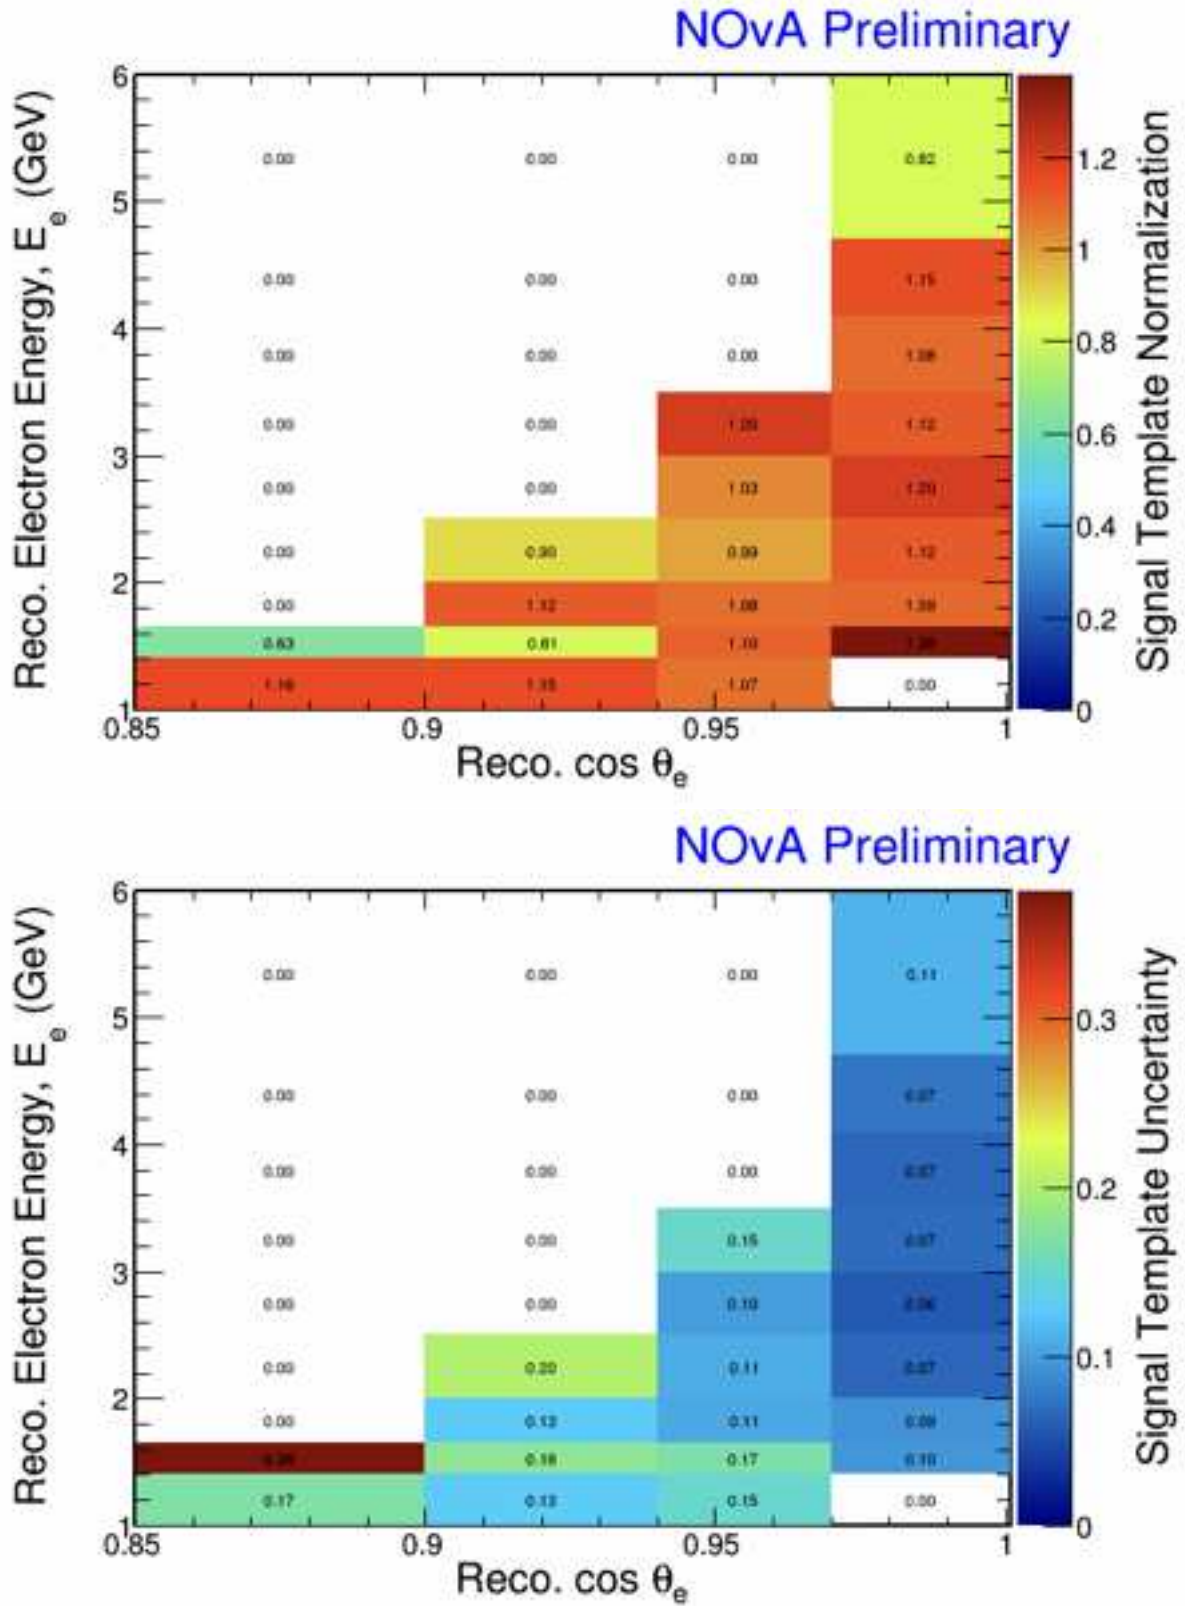 NOvA Preliminary
Reco. Electron Energy, E_e (GeV)
6
5
4
3
2
1
0.00 0.00 0.00 0.82
0.00 0.00 0.00 1.15
0.00 0.00 0.00 1.08
0.00 0.00 1.12
0.00 0.00 1.03 1.20
0.00 0.90 0.99 1.12
0.00 1.12 1.08
0.63 0.81 1.10
1.16 1.15 1.07 0.00
0.85 0.9 0.95 1
Reco. cos θ_e
1.2
1
0.8
0.6
0.4
0.2
0
Signal Template Normalization
NOvA Preliminary
Reco. Electron Energy, E_e (GeV)
6
5
4
3
2
1
0.00 0.00 0.00 0.11
0.00 0.00 0.00 0.07
0.00 0.00 0.00 0.07
0.00 0.00 0.15 0.07
0.00 0.00 0.10 0.06
0.00 0.20 0.11 0.07
0.00 0.11 0.09
0.17 0.10
0.17 0.15 0.00
0.85 0.9 0.95 1
Reco. cos θ_e
0.3
0.2
0.1
0
Signal Template Uncertainty